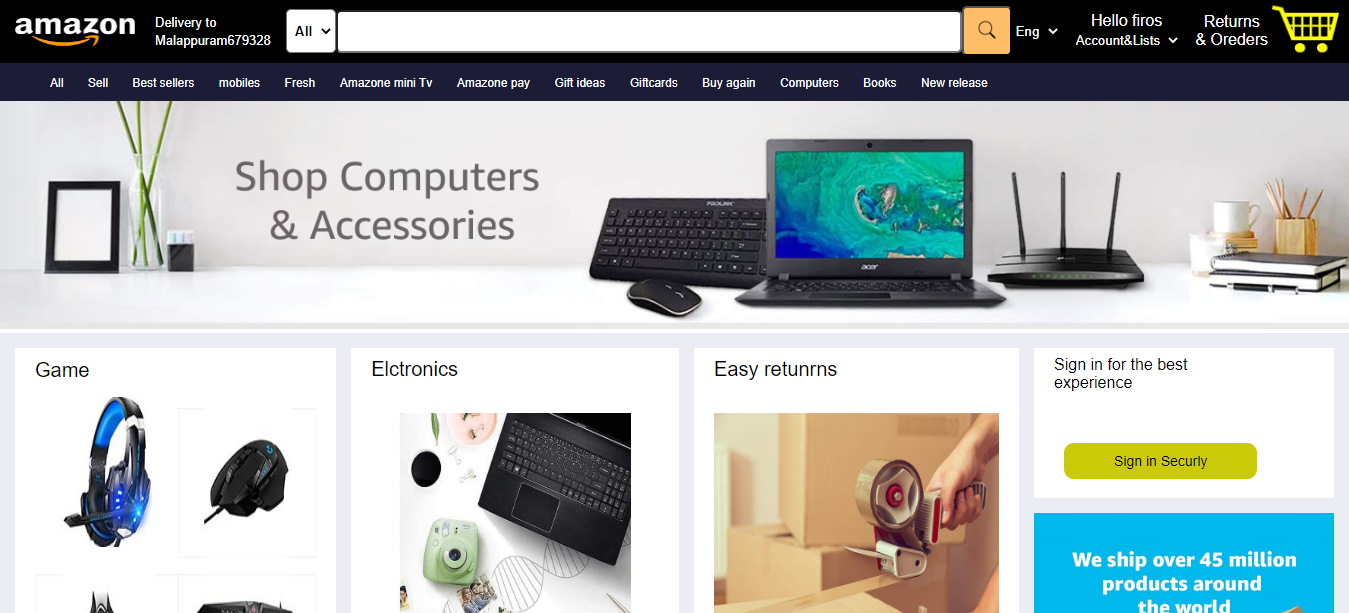 amazon
Delivery to
Malappuram679328
All
Eng
Hello firos
Account&Lists
Returns
& Oreders
All
Sell
Best sellers
mobiles
Fresh
Amazone mini Tv
Amazone pay
Gift ideas
Giftcards
Buy again
Computers
Books
New release
Shop Computers
& Accessories
PROLINK
acer
Game
Elctronics
Easy retunrns
Sign in for the best
experience
Sign in Securly
We ship over 45 million
products around
the world